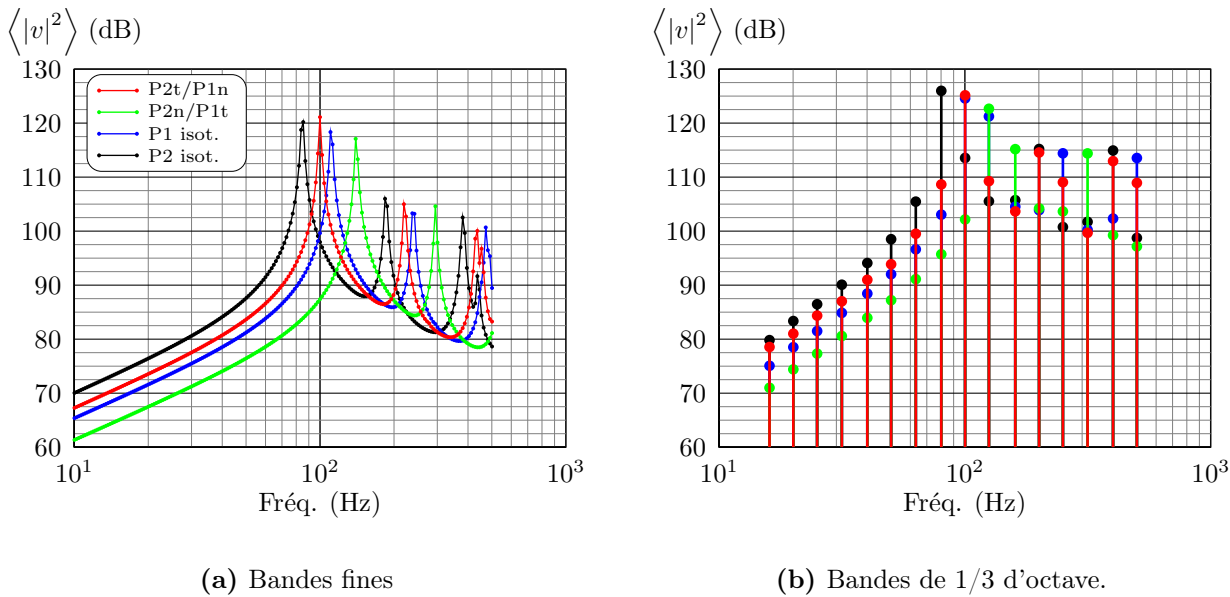 ⟨|v|²⟩ (dB)
130
120
110
100
90
80
70
60
10¹
10²
10³
Fréq. (Hz)
P2t/P1n
P2n/P1t
P1 isot.
P2 isot.
(a) Bandes fines
⟨|v|²⟩ (dB)
130
120
110
100
90
80
70
60
10¹
10²
10³
Fréq. (Hz)
(b) Bandes de 1/3 d'octave.